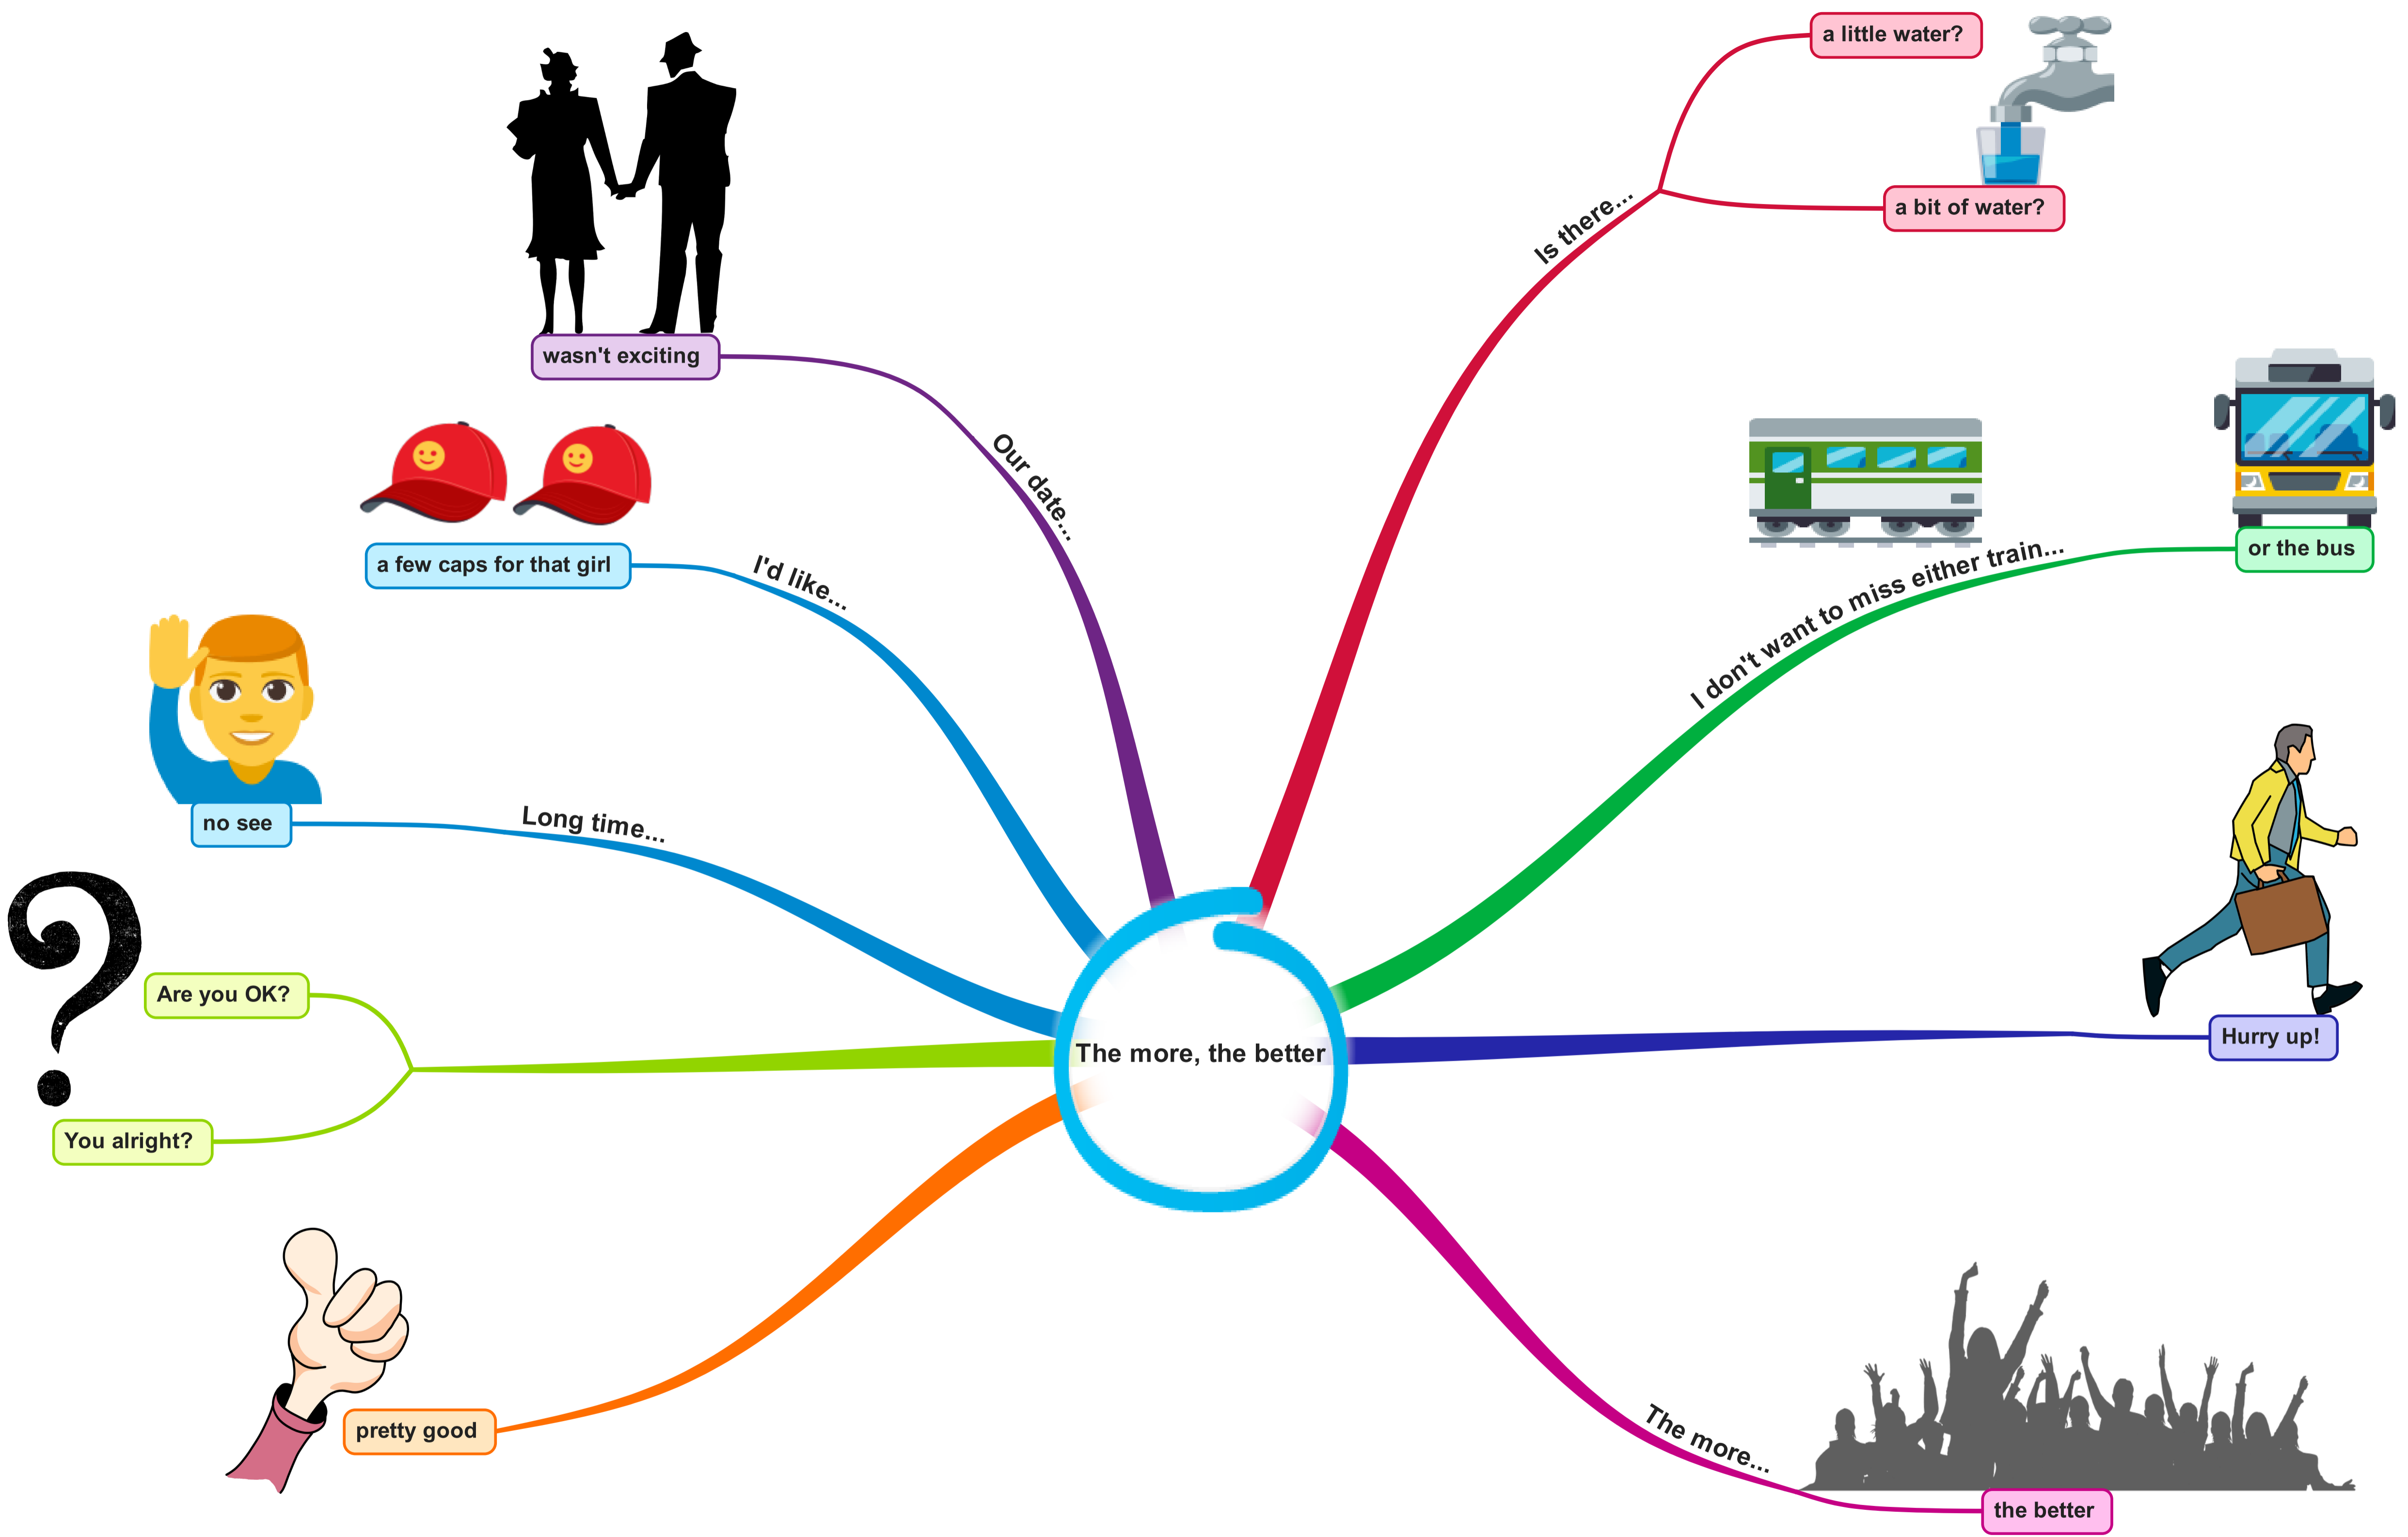 The more, the better
Is there...
a little water?
a bit of water?
I don't want to miss either train...
or the bus
Hurry up!
The more...
the better
pretty good
Are you OK?
You alright?
Long time...
no see
I'd like...
a few caps for that girl
Our date...
wasn't exciting